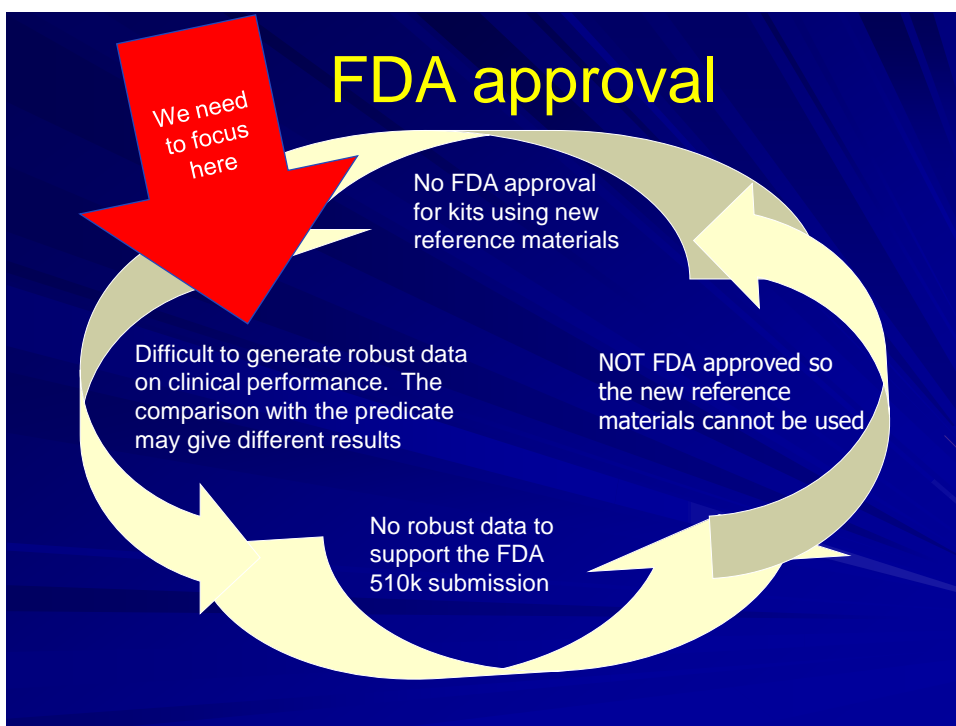 FDA approval
We need
to focus
here
No FDA approval
for kits using new
reference materials
Difficult to generate robust data
on clinical performance.  The
comparison with the predicate
may give different results
NOT FDA approved so
the new reference
materials cannot be used
No robust data to
support the FDA
510k submission